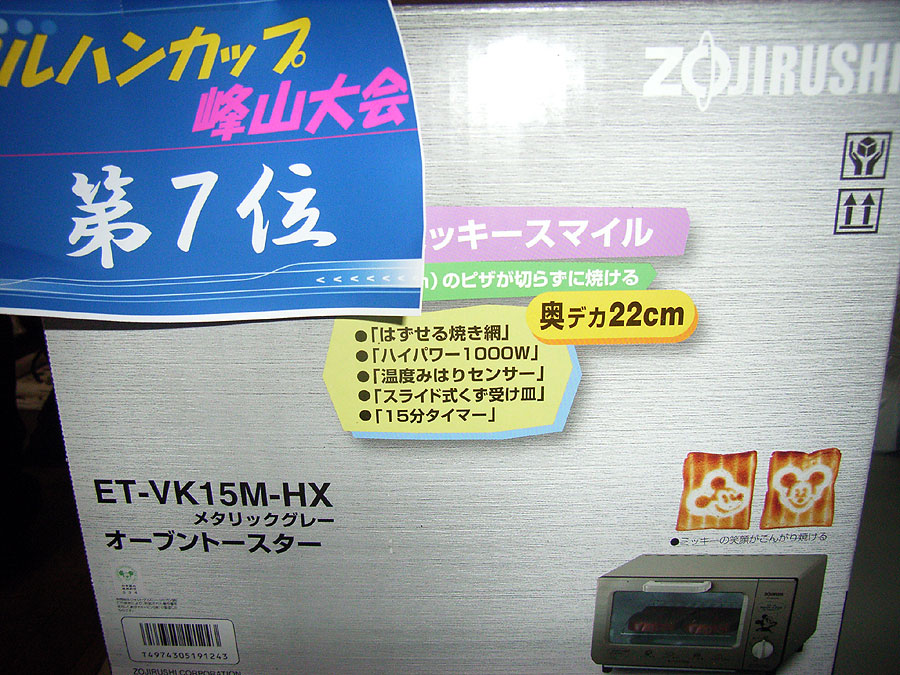 ルハンカップ
峰山大会
第7位
ZOJIRUSHI
ッキースマイル
)のピザが切らずに焼ける
奥デカ22cm
●「はずせる焼き網」
●「ハイパワー1000W」
●「温度みはりセンサー」
●「スライド式くず受け皿」
●「15分タイマー」
ET-VK15M-HX
メタリックグレー
オーブントースター
●ミッキーの笑顔がこんがり焼ける
ZOJIRUSHI
T4974305191243
ZOJIRUSHI CORPORATION